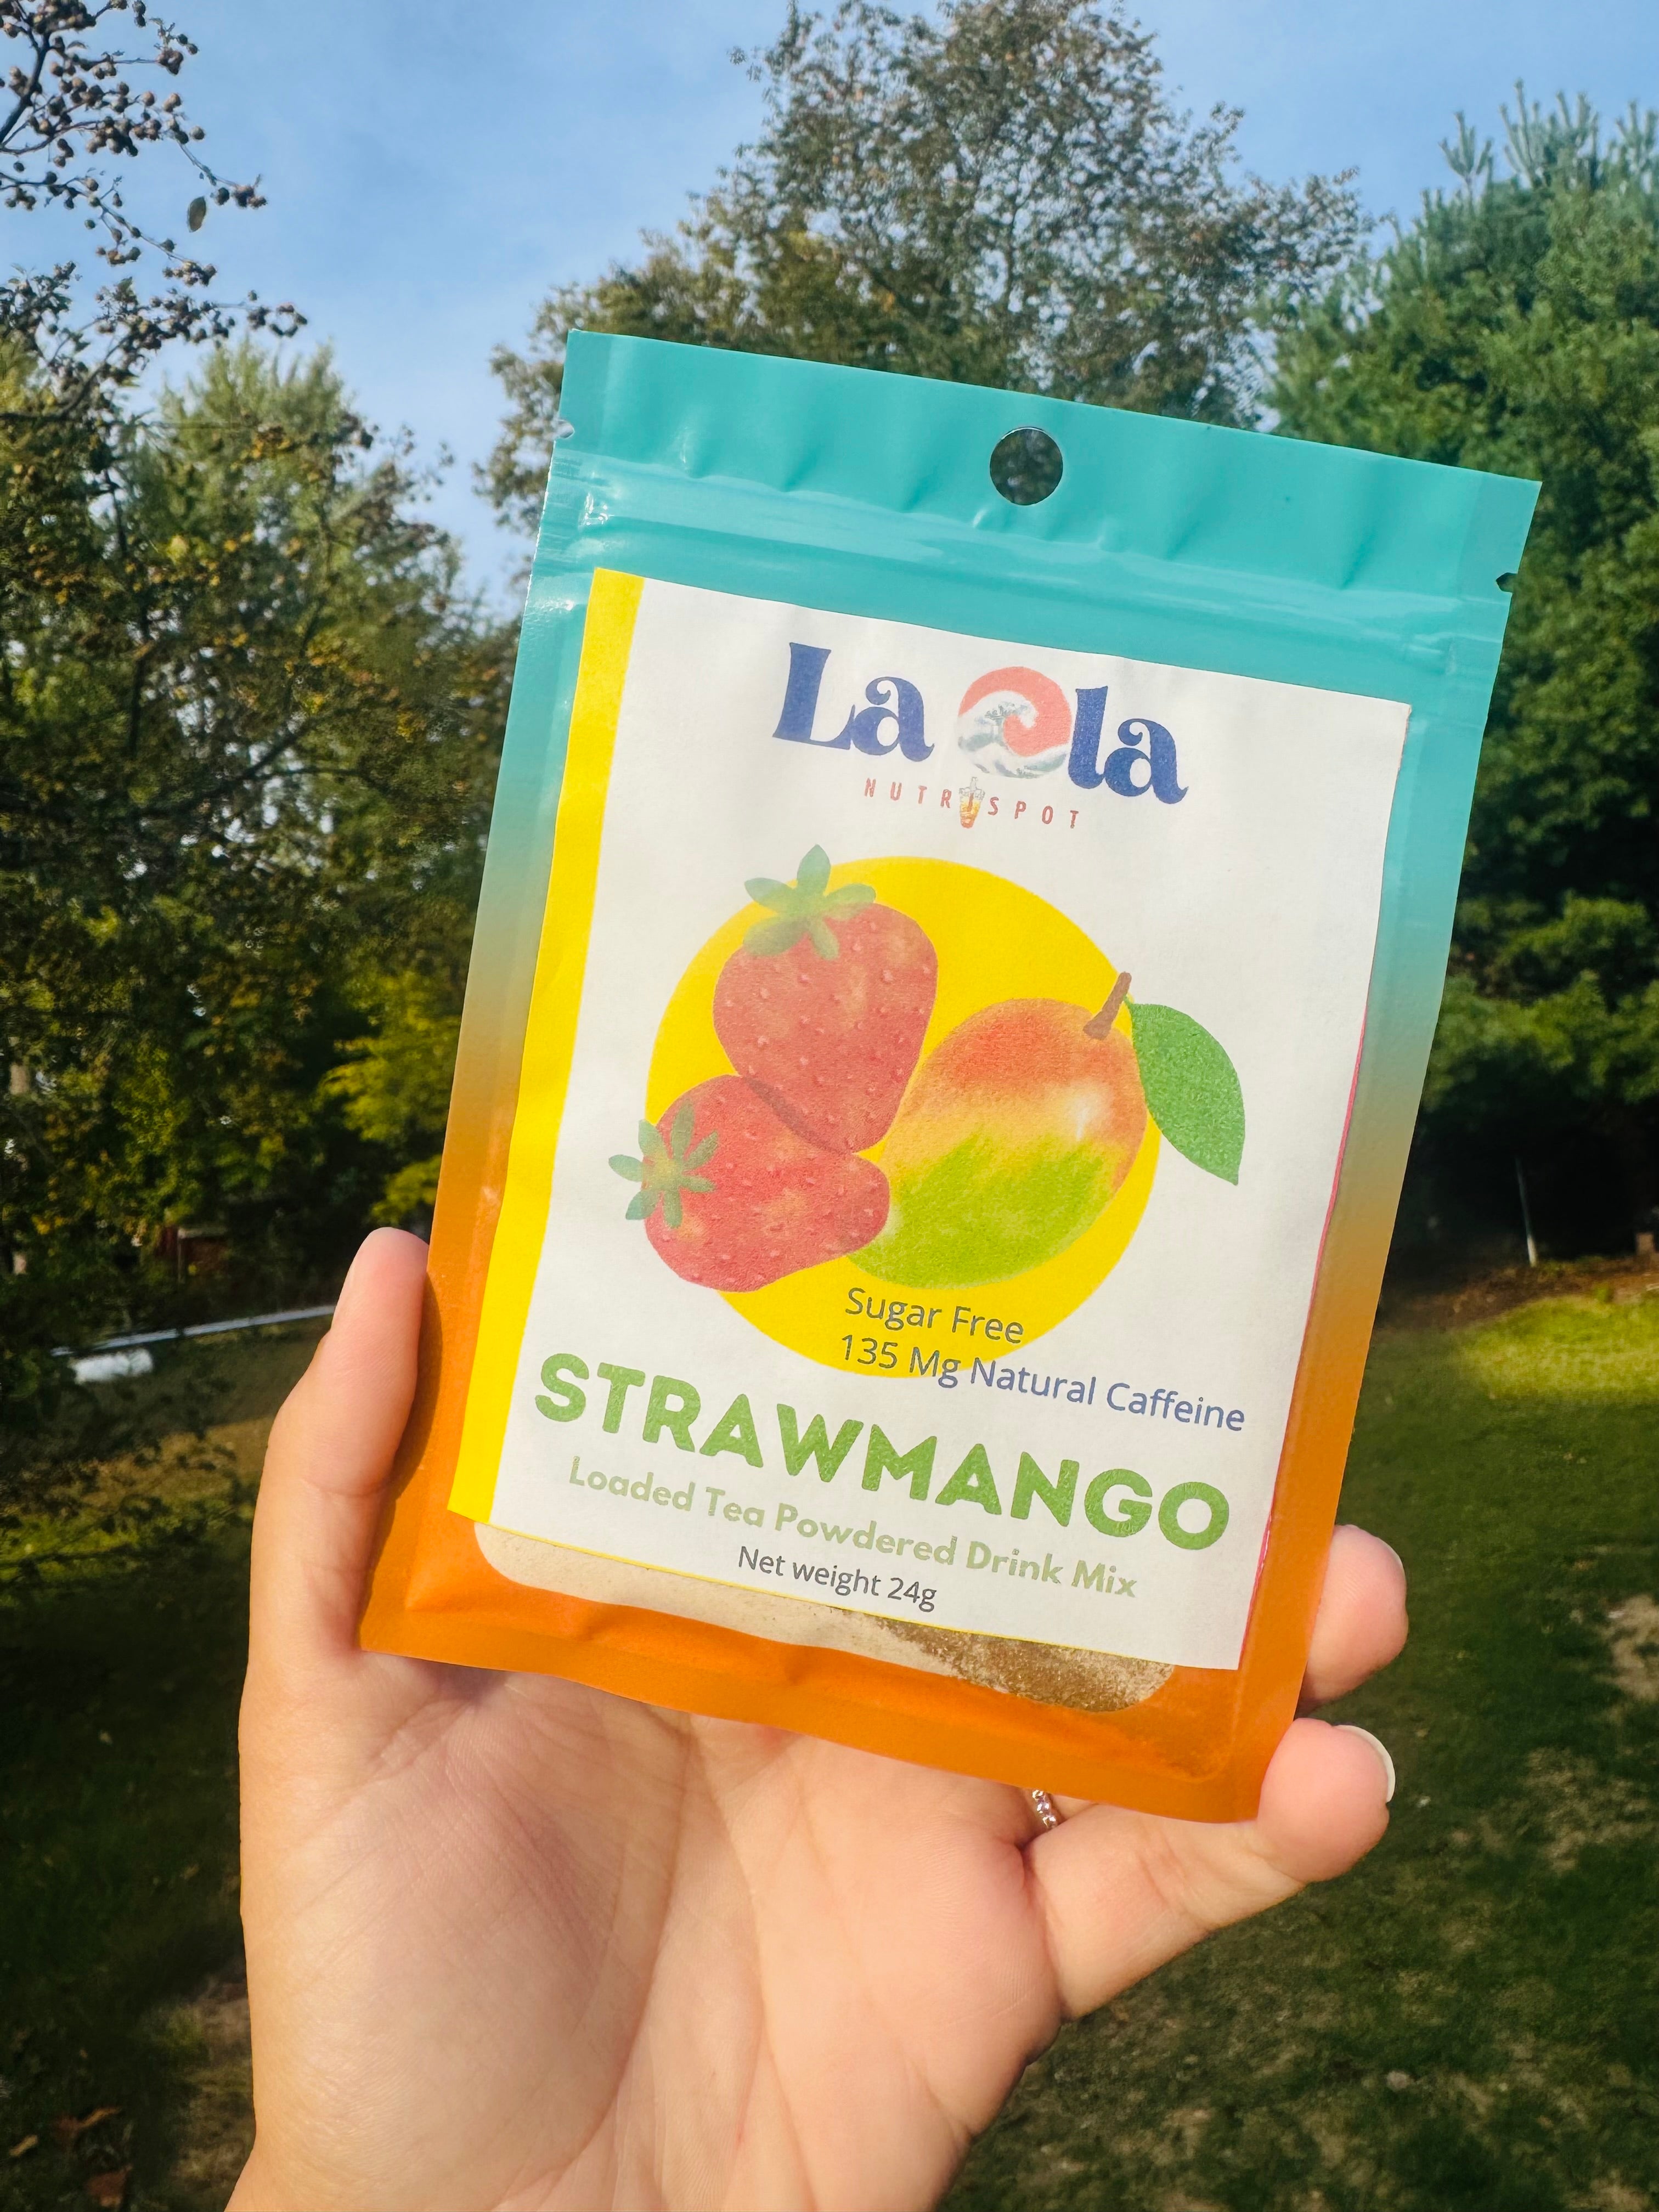 La Ola
NUTRISPOT
Sugar Free
135 Mg Natural Caffeine
STRAWMANGO
Loaded Tea Powdered Drink Mix
Net weight 24g